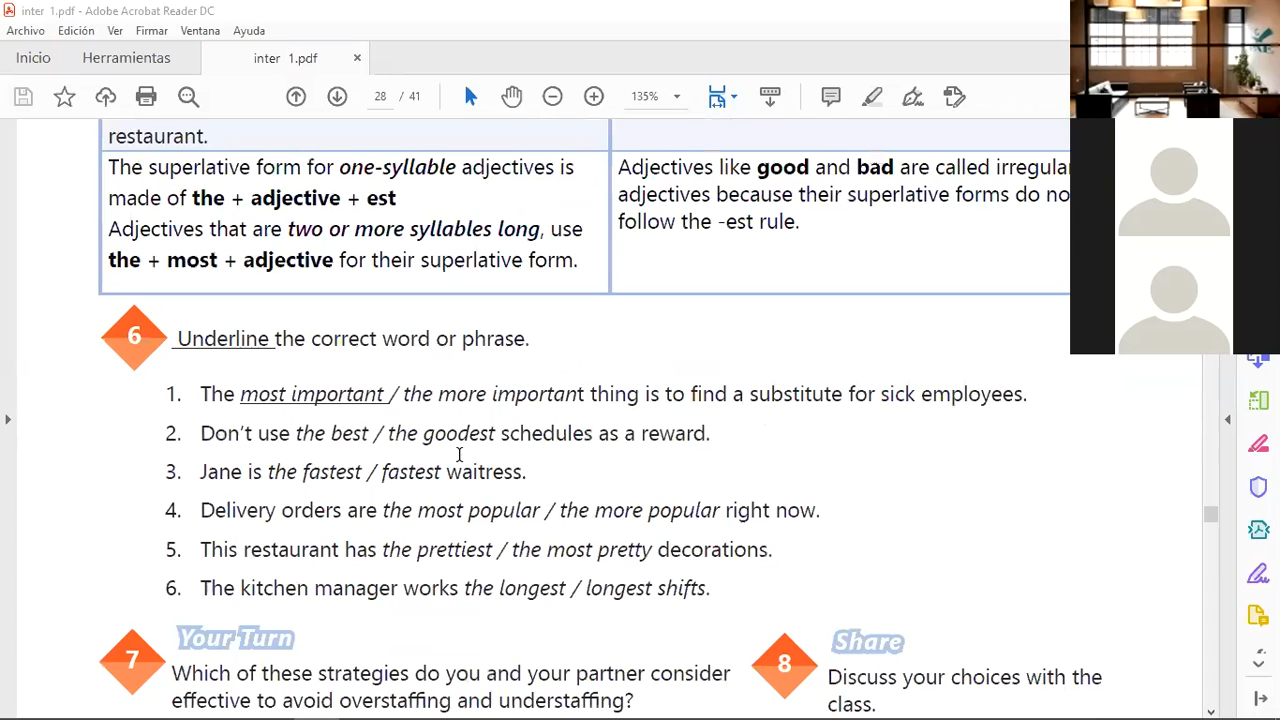 inter 1.pdf - Adobe Acrobat Reader DC
Archivo Edición Ver Firmar Ventana Ayuda
Inicio Herramientas inter 1.pdf ×
28 / 41 135%
restaurant.
The superlative form for one-syllable adjectives is
made of the + adjective + est
Adjectives that are two or more syllables long, use
the + most + adjective for their superlative form.
Adjectives like good and bad are called irregula
adjectives because their superlative forms do no
follow the -est rule.
6 Underline the correct word or phrase.
1. The most important / the more important thing is to find a substitute for sick employees.
2. Don't use the best / the goodest schedules as a reward.
3. Jane is the fastest / fastest waitress.
4. Delivery orders are the most popular / the more popular right now.
5. This restaurant has the prettiest / the most pretty decorations.
6. The kitchen manager works the longest / longest shifts.
7 Your Turn
Which of these strategies do you and your partner consider
effective to avoid overstaffing and understaffing?
8 Share
Discuss your choices with the
class.